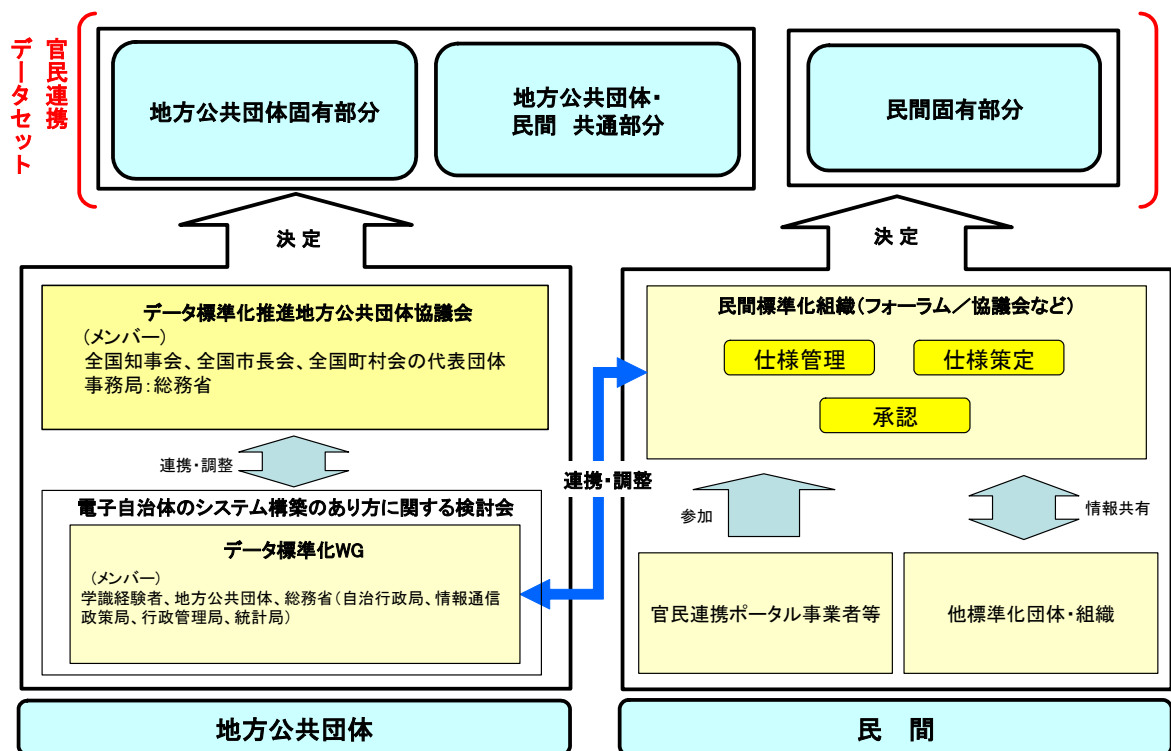 官民連携
データセット
地方公共団体固有部分
地方公共団体・
民間 共通部分
民間固有部分
決 定
決 定
データ標準化推進地方公共団体協議会
(メンバー)
全国知事会、全国市長会、全国町村会の代表団体
事務局:総務省
連携・調整
電子自治体のシステム構築のあり方に関する検討会
データ標準化WG
(メンバー)
学識経験者、地方公共団体、総務省(自治行政局、情報通信
政策局、行政管理局、統計局)
連携・調整
民間標準化組織(フォーラム/協議会など)
仕様管理
仕様策定
承認
参加
情報共有
官民連携ポータル事業者等
他標準化団体・組織
地方公共団体
民 間